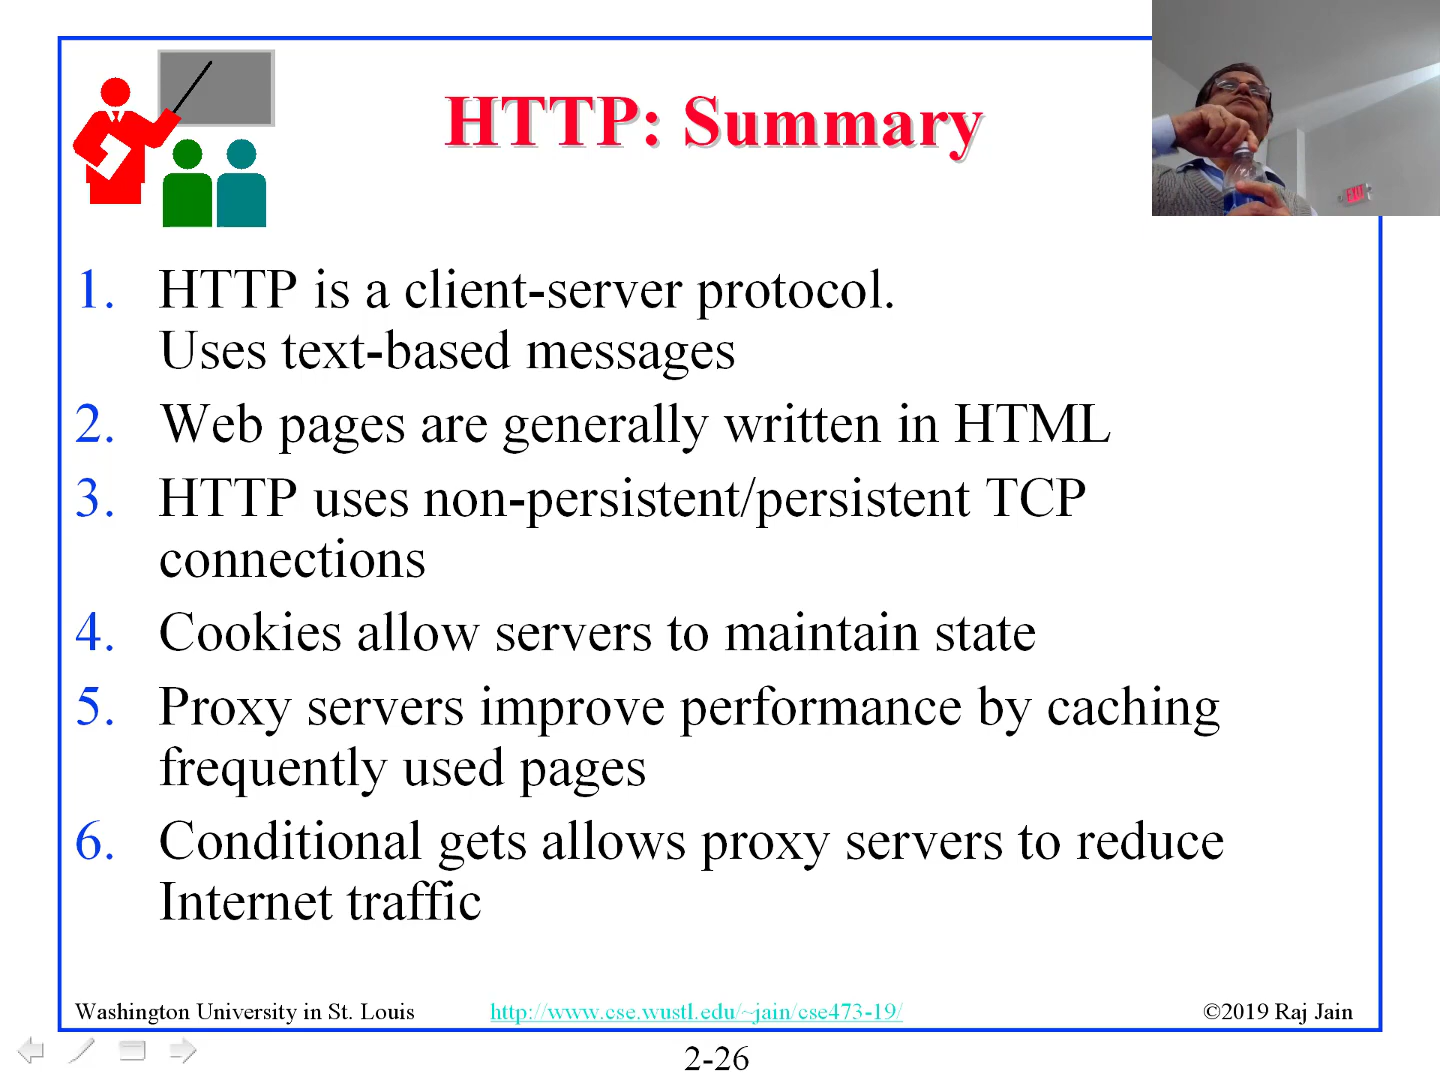 HTTP: Summary
EXIT
1. HTTP is a client-server protocol.
Uses text-based messages
2. Web pages are generally written in HTML
3. HTTP uses non-persistent/persistent TCP
connections
4. Cookies allow servers to maintain state
5. Proxy servers improve performance by caching
frequently used pages
6. Conditional gets allows proxy servers to reduce
Internet traffic
Washington University in St. Louis
http://www.cse.wustl.edu/~jain/cse473-19/
©2019 Raj Jain
2-26